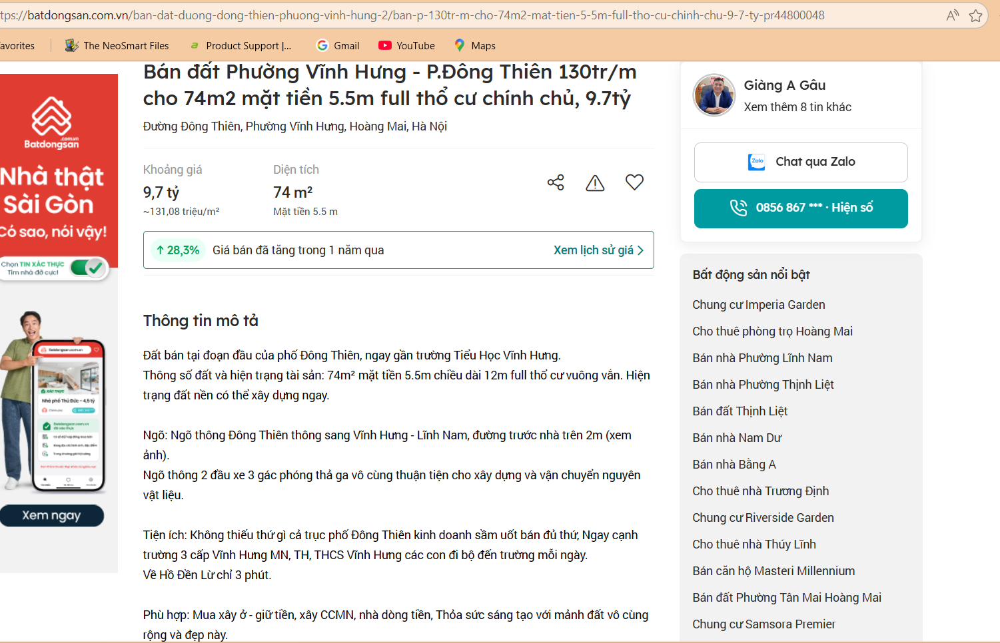 tps://batdongsan.com.vn/ban-dat-duong-dong-thien-phuong-vinh-hung-2/ban-p-130tr-m-cho-74m2-mat-tien-5-5m-full-tho-cu-chinh-chu-9-7-ty-pr44800048
avorites
The NeoSmart Files
Product Support |...
Gmail
YouTube
Maps
Batdongsan
.com.vn
Nhà thật
Sài Gòn
Có sao, nói vậy!
Chọn TIN XÁC THỰC
Tìm nhà dỡ cực!
Batdongsan.com.vn
XÁC THỰC
Nhà phố Thủ Đức - 4,5 tỷ
Xem ngay
Bán đất Phường Vĩnh Hưng - P.Đông Thiên 130tr/m
cho 74m2 mặt tiền 5.5m full thổ cư chính chủ, 9.7tỷ
Đường Đông Thiên, Phường Vĩnh Hưng, Hoàng Mai, Hà Nội
Khoảng giá
Diện tích
9,7 tỷ
74 m²
~131,08 triệu/m²
Mặt tiền 5.5 m
28,3%
Giá bán đã tăng trong 1 năm qua
Xem lịch sử giá
Thông tin mô tả
Đất bán tại đoạn đầu của phố Đông Thiên, ngay gần trường Tiểu Học Vĩnh Hưng.
Thông số đất và hiện trạng tài sản: 74m² mặt tiền 5.5m chiều dài 12m full thổ cư vuông vắn. Hiện
trạng đất nền có thể xây dựng ngay.
Ngõ: Ngõ thông Đông Thiên thông sang Vĩnh Hưng - Lĩnh Nam, đường trước nhà trên 2m (xem
ảnh).
Ngõ thông 2 đầu xe 3 gác phóng thả ga vô cùng thuận tiện cho xây dựng và vận chuyển nguyên
vật liệu.
Tiện ích: Không thiếu thứ gì cả trục phố Đông Thiên kinh doanh sầm uốt bán đủ thứ, Ngay cạnh
trường 3 cấp Vĩnh Hưng MN, TH, THCS Vĩnh Hưng các con đi bộ đến trường mỗi ngày.
Về Hồ Đền Lừ chỉ 3 phút.
Phù hợp: Mua xây ở - giữ tiền, xây CCMN, nhà dòng tiền, Thỏa sức sáng tạo với mảnh đất vô cùng
rộng và đẹp này.
Giàng A Gâu
Xem thêm 8 tin khác
Zalo
Chat qua Zalo
0856 867 *** · Hiện số
Bất động sản nổi bật
Chung cư Imperia Garden
Cho thuê phòng trọ Hoàng Mai
Bán nhà Phường Lĩnh Nam
Bán nhà Phường Thịnh Liệt
Bán đất Thịnh Liệt
Bán nhà Nam Dư
Bán nhà Bằng A
Cho thuê nhà Trương Định
Chung cư Riverside Garden
Cho thuê nhà Thúy Lĩnh
Bán căn hộ Masteri Millennium
Bán đất Phường Tân Mai Hoàng Mai
Chung cư Samsora Premier